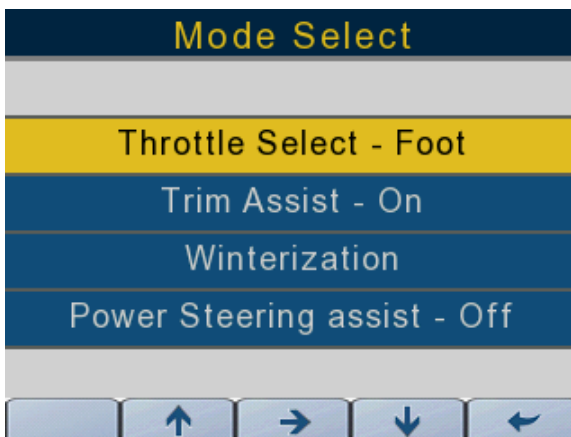 Mode Select
Throttle Select - Foot
Trim Assist - On
Winterization
Power Steering assist - Off